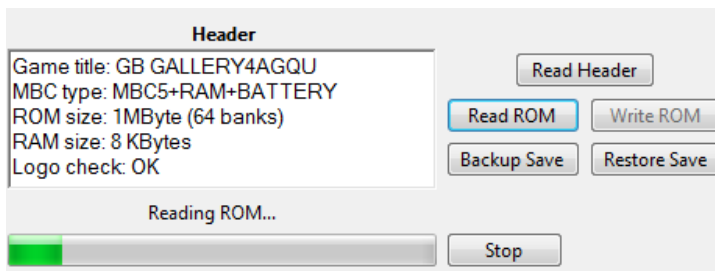 Header
Game title: GB GALLERY4AGQU
MBC type: MBC5+RAM+BATTERY
ROM size: 1MByte (64 banks)
RAM size: 8 KBytes
Logo check: OK
Read Header
Read ROM
Write ROM
Backup Save
Restore Save
Reading ROM...
Stop